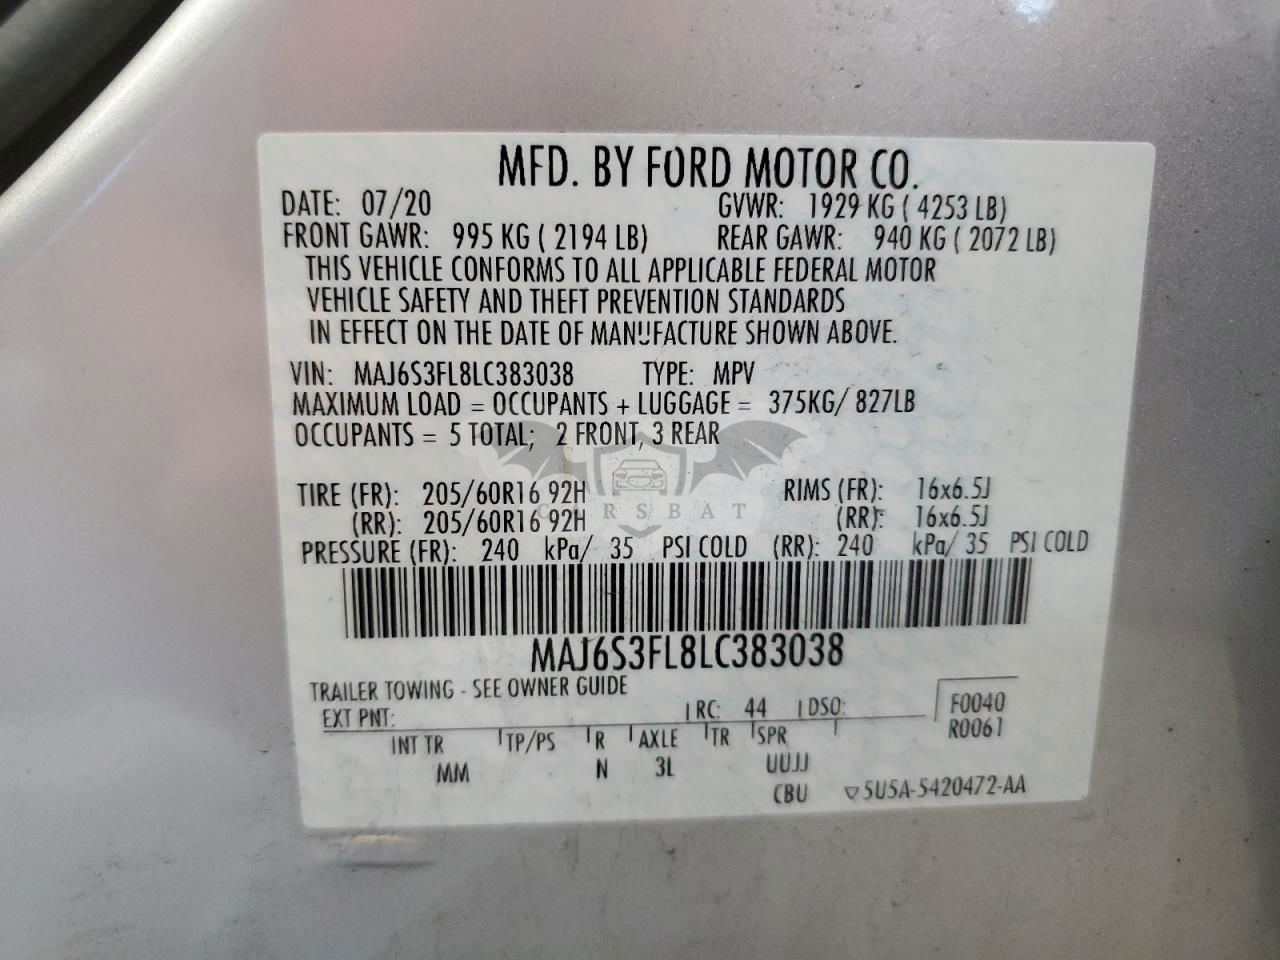 MFD. BY FORD MOTOR CO.
DATE: 07/20 GVWR: 1929 KG ( 4253 LB)
FRONT GAWR: 995 KG ( 2194 LB) REAR GAWR: 940 KG ( 2072 LB)
THIS VEHICLE CONFORMS TO ALL APPLICABLE FEDERAL MOTOR
VEHICLE SAFETY AND THEFT PREVENTION STANDARDS
IN EFFECT ON THE DATE OF MANUFACTURE SHOWN ABOVE.
VIN: MAJ6S3FL8LC383038 TYPE: MPV
MAXIMUM LOAD = OCCUPANTS + LUGGAGE = 375KG/ 827LB
OCCUPANTS = 5 TOTAL; 2 FRONT, 3 REAR
TIRE (FR): 205/60R16 92H RIMS (FR): 16x6.5J
CARSBAT
(RR): 205/60R16 92H (RR): 16x6.5J
PRESSURE (FR): 240 kPa/ 35 PSI COLD (RR): 240 kPa/ 35 PSI COLD
MAJ6S3FL8LC383038
TRAILER TOWING - SEE OWNER GUIDE
EXT PNT: RC: 44 DSO: F0040
R0061
INT TR TP/PS R AXLE TR SPR
MM N 3L UUJJ
CBU ▽5U5A-5420472-AA